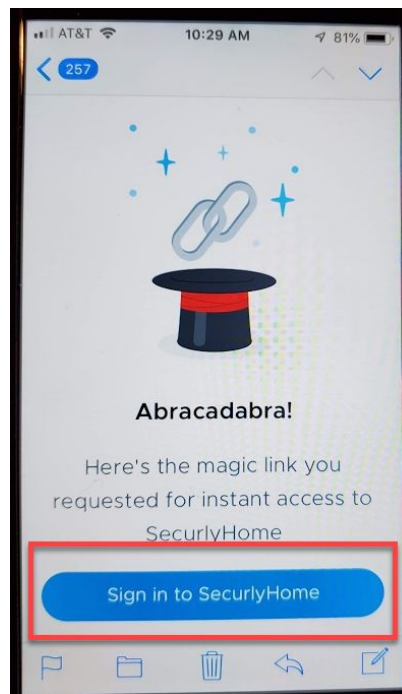 AT&T 10:29 AM 81%
257
Abracadabra!
Here's the magic link you
requested for instant access to
SecurlyHome
Sign in to SecurlyHome